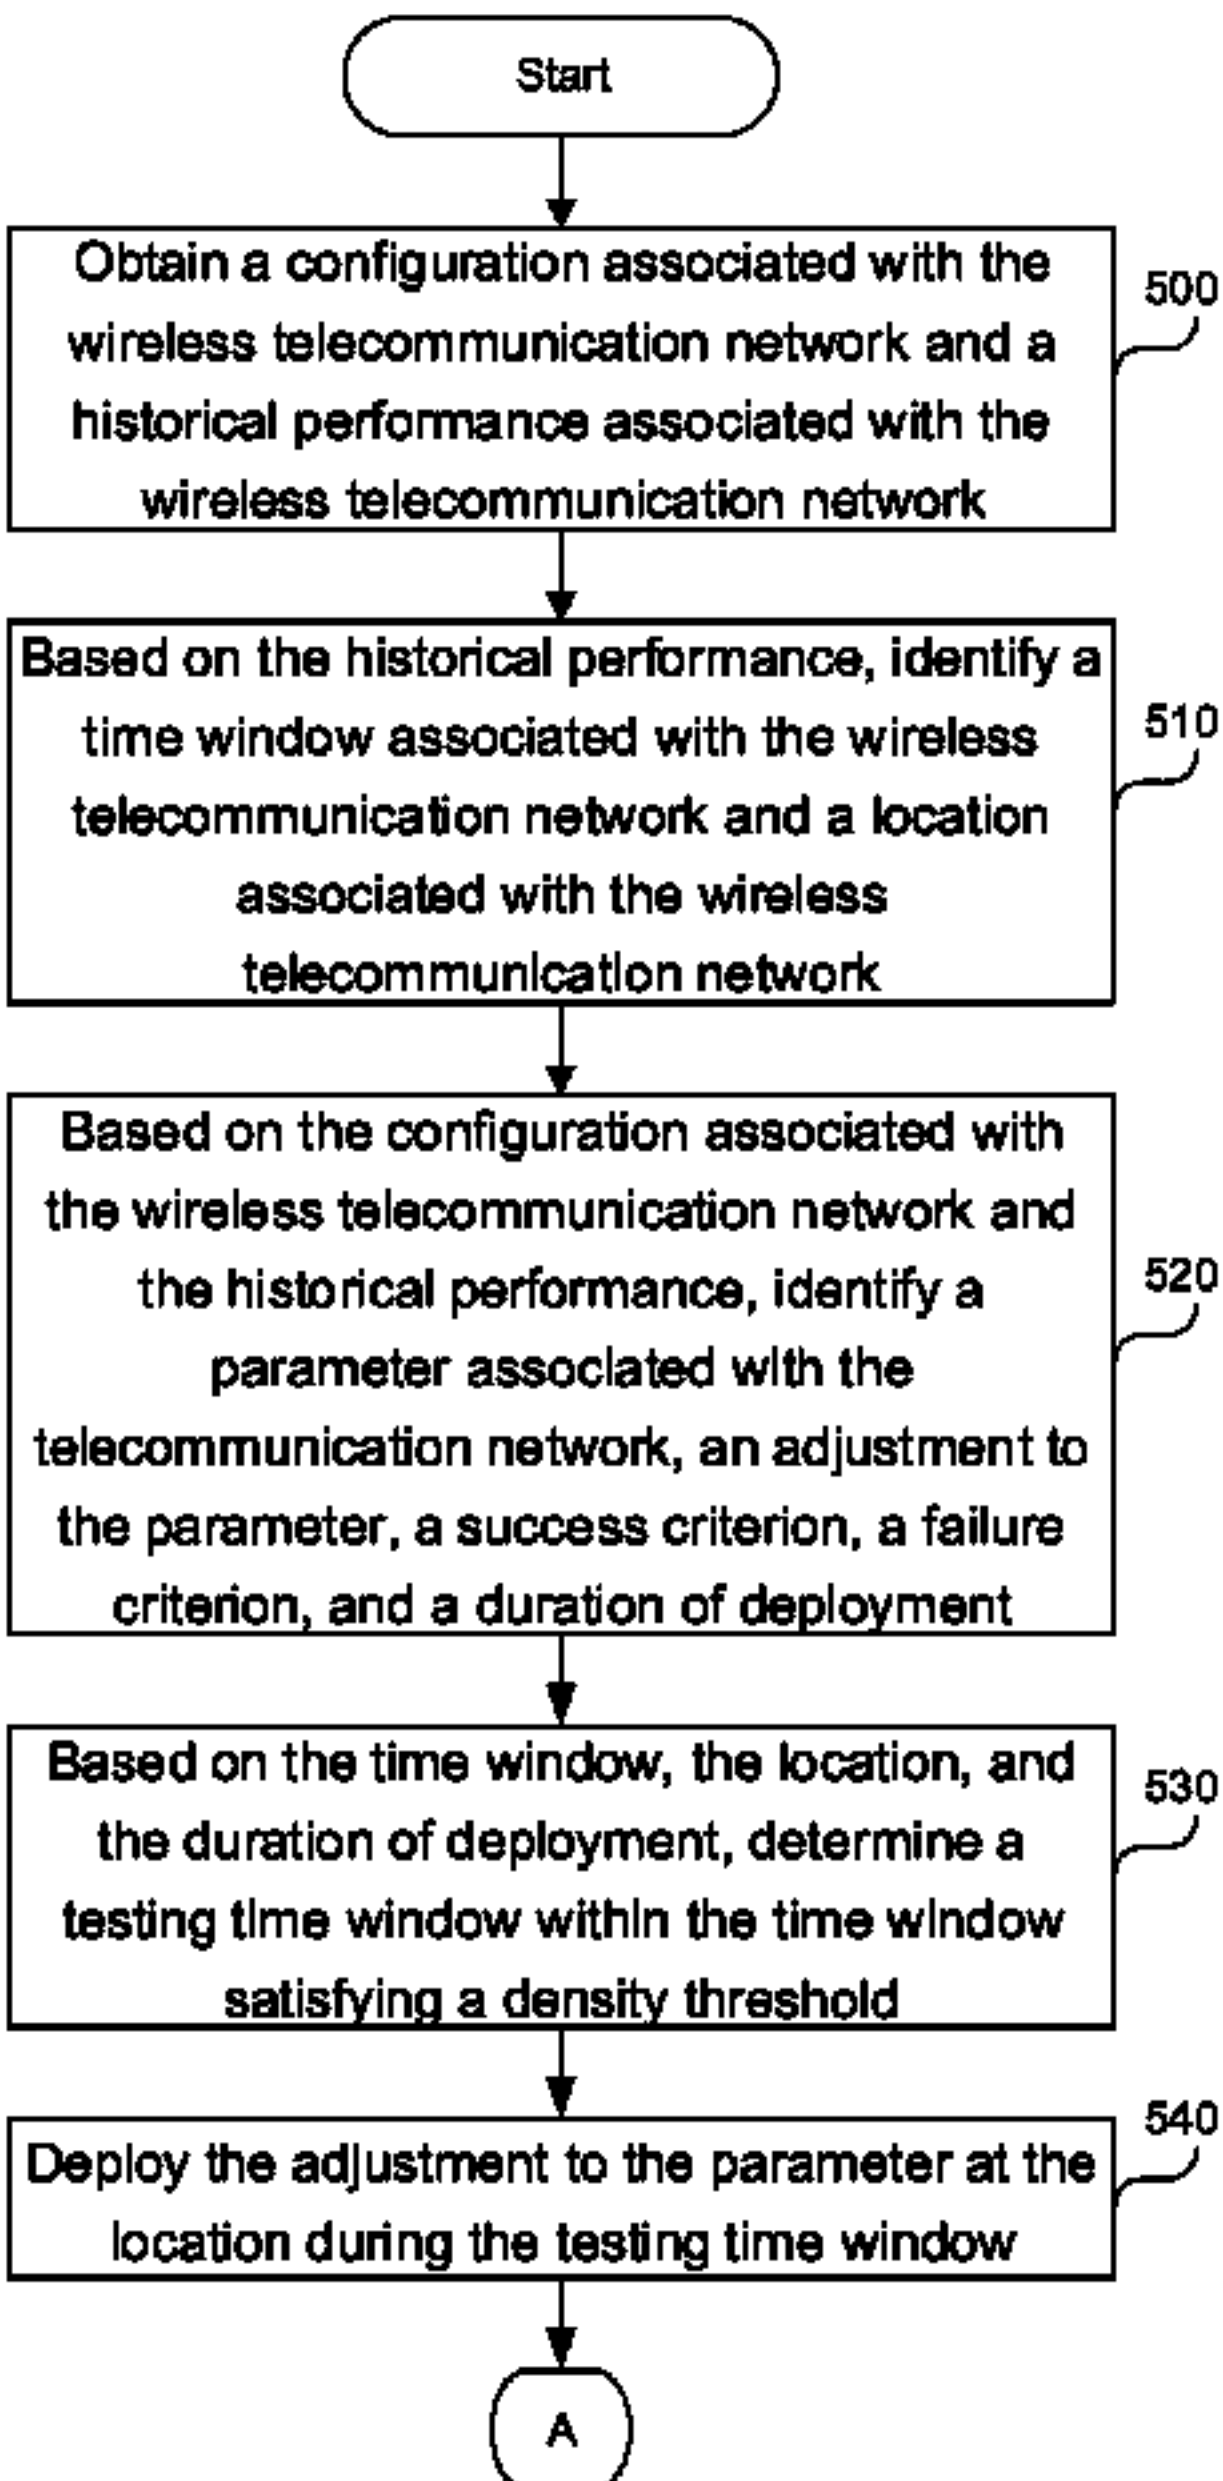 Start
Obtain a configuration associated with the
wireless telecommunication network and a
historical performance associated with the
wireless telecommunication network
500
Based on the historical performance, identify a
time window associated with the wireless
telecommunication network and a location
associated with the wireless
telecommunication network
510
Based on the configuration associated with
the wireless telecommunication network and
the historical performance, identify a
parameter associated with the
telecommunication network, an adjustment to
the parameter, a success criterion, a failure
criterion, and a duration of deployment
520
Based on the time window, the location, and
the duration of deployment, determine a
testing time window within the time window
satisfying a density threshold
530
Deploy the adjustment to the parameter at the
location during the testing time window
540
A